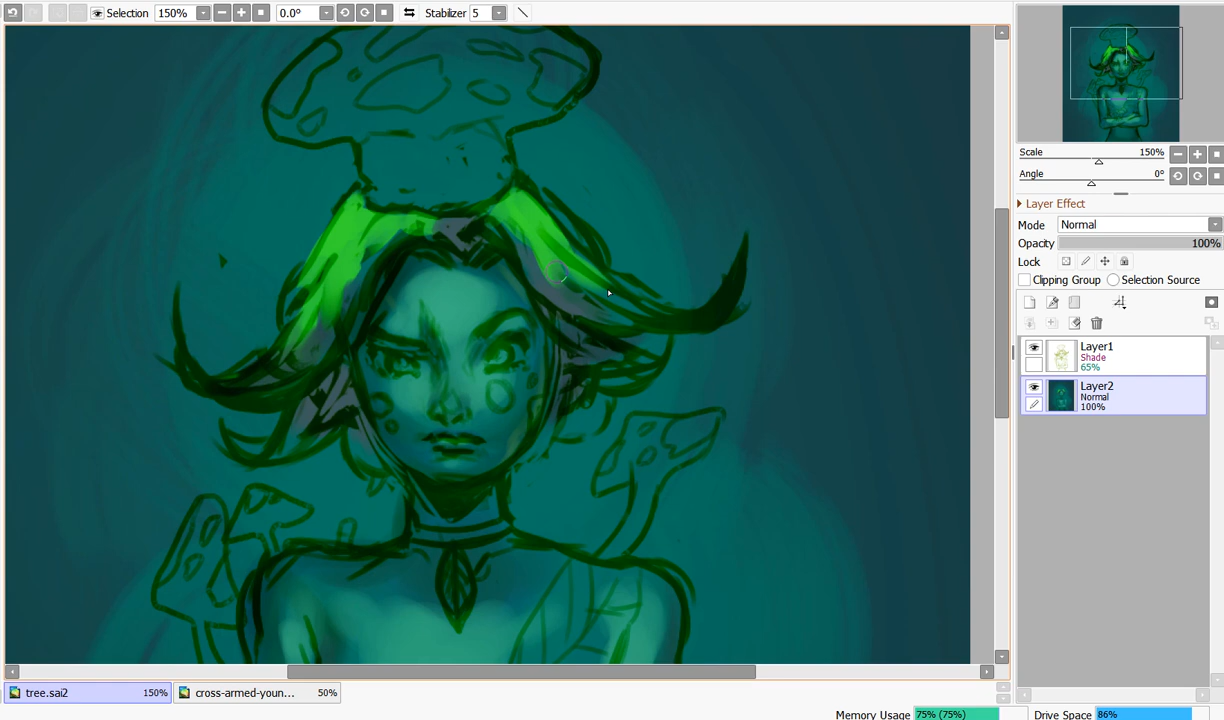 Selection 150% 0.0° Stabilizer 5
Scale 150%
Angle 0°
Layer Effect
Mode Normal
Opacity 100%
Lock
Clipping Group Selection Source
Layer1
Shade
65%
Layer2
Normal
100%
tree.sai2 150% cross-armed-youn... 50%
Memory Usage 75% (75%) Drive Space 86%